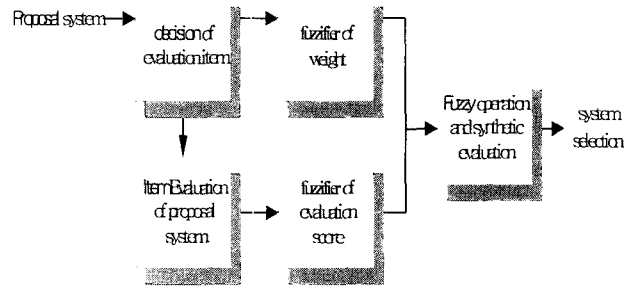 Proposal system
decision of
evaluation item
fuzzifier of
weight
Fuzzy operation
and synthetic
evaluation
system
selection
Item Evaluation
of proposal
system
fuzzifier of
evaluation
score